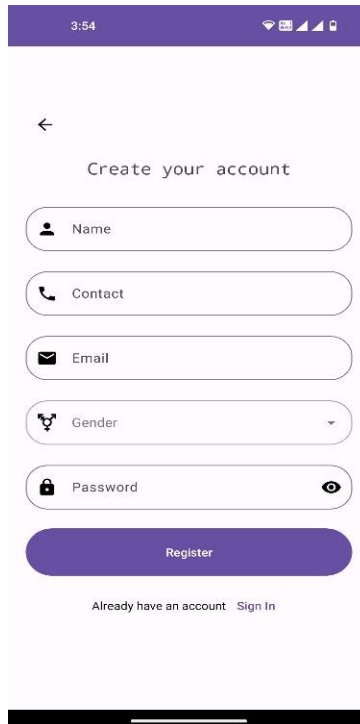 3:54
Create your account
Name
Contact
Email
Gender
Password
Register
Already have an account Sign In